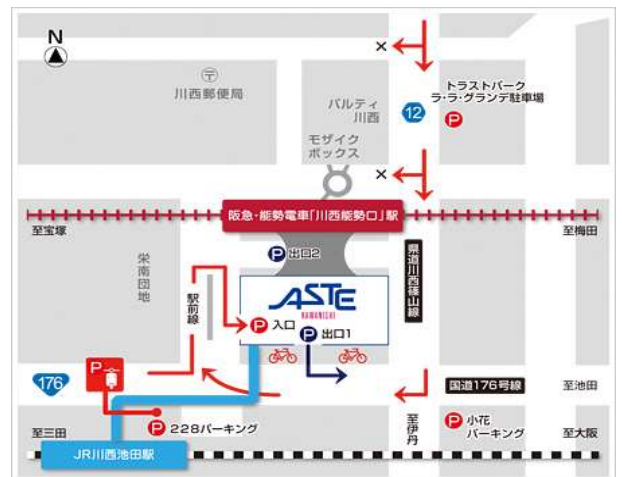 N
〒
川西郵便局
パルティ
川西
12
トラストパーク
ラ・ラ・グランデ駐車場
P
モザイク
ボックス
阪急・能勢電車「川西能勢口」駅
至宝塚
至梅田
P 出口2
栄南団地
駅前線
ASTE
KAWANISHI
P 入口
P 出口1
県道川西篠山線
176
P
国道176号線
至池田
P 228パーキング
至伊丹
P 小花
パーキング
至三田
至大阪
JR川西池田駅